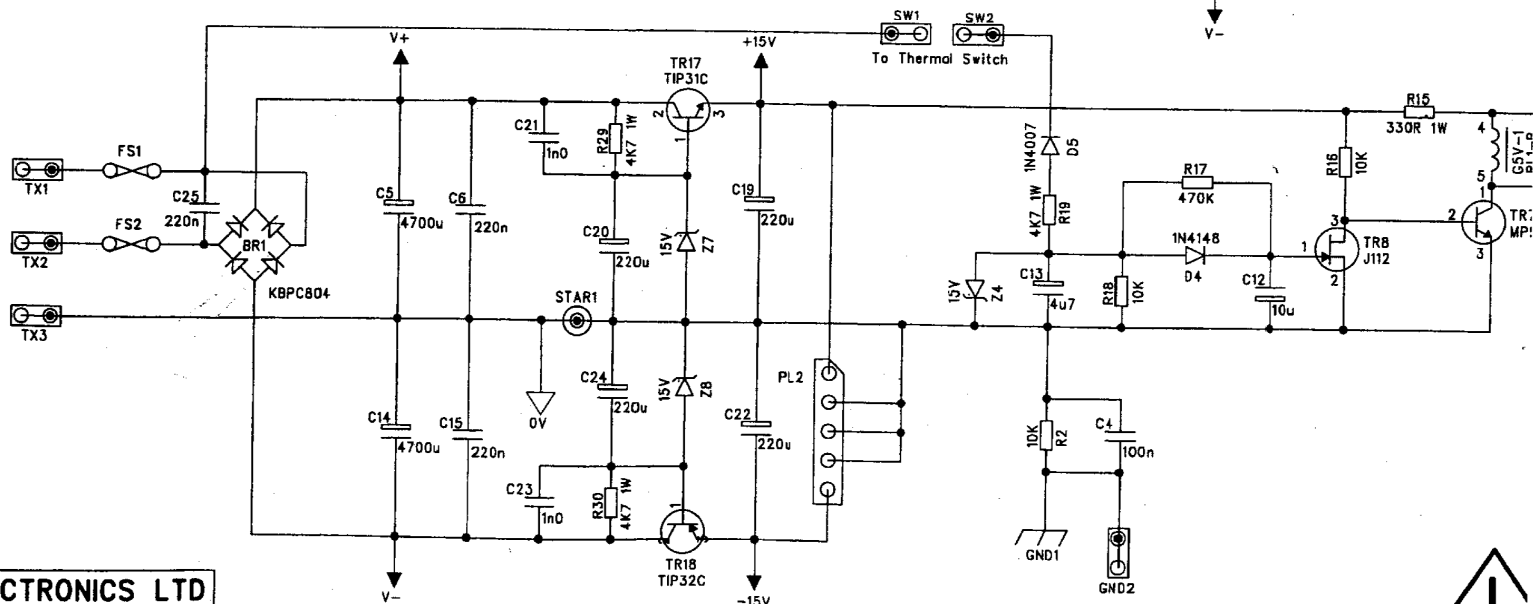 SW1
SW2
To Thermal Switch
V-
V+
+15V
TR17
TIP31C
2
3
1
C21
1n0
R29
4K7 1W
R15
330R 1W
4
5
G5V-1
FS1
TX1
C25
220n
FS2
TX2
BR1
KBPC804
TX3
C5
4700u
C6
220n
C20
220u
15V
Z7
C19
220u
1N4007
D5
4K7 1W
R19
R17
470K
R16
10K
1N4148
D4
3
1
2
TR8
J112
1
2
3
15V
Z4
C13
4u7
R18
10K
C12
10u
STAR1
0V
C14
4700u
C15
220n
C24
220u
15V
Z8
C22
220u
PL2
10K
R2
C4
100n
C23
1n0
R30
4K7 1W
1
TR18
TIP32C
V-
-15V
GND1
GND2
CTRONICS LTD